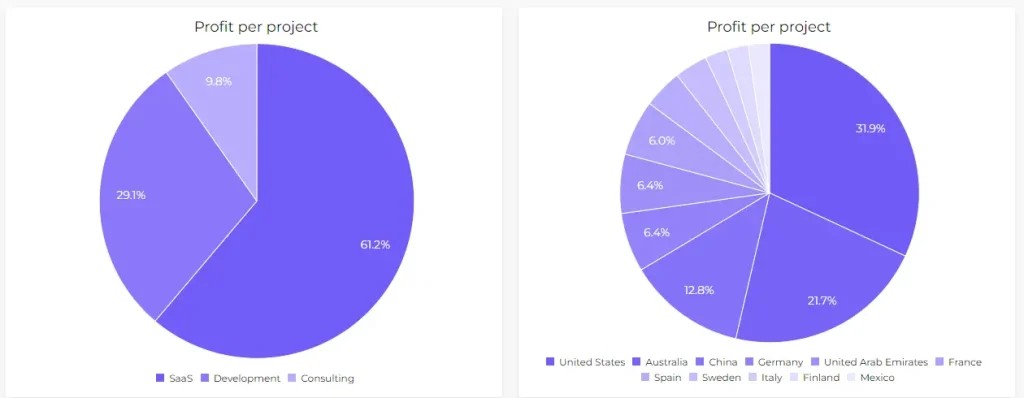 Profit per project
9.8%
29.1%
61.2%
SaaS Development Consulting
Profit per project
31.9%
6.0%
6.4%
6.4%
12.8%
21.7%
United States Australia China Germany United Arab Emirates France
Spain Sweden Italy Finland Mexico